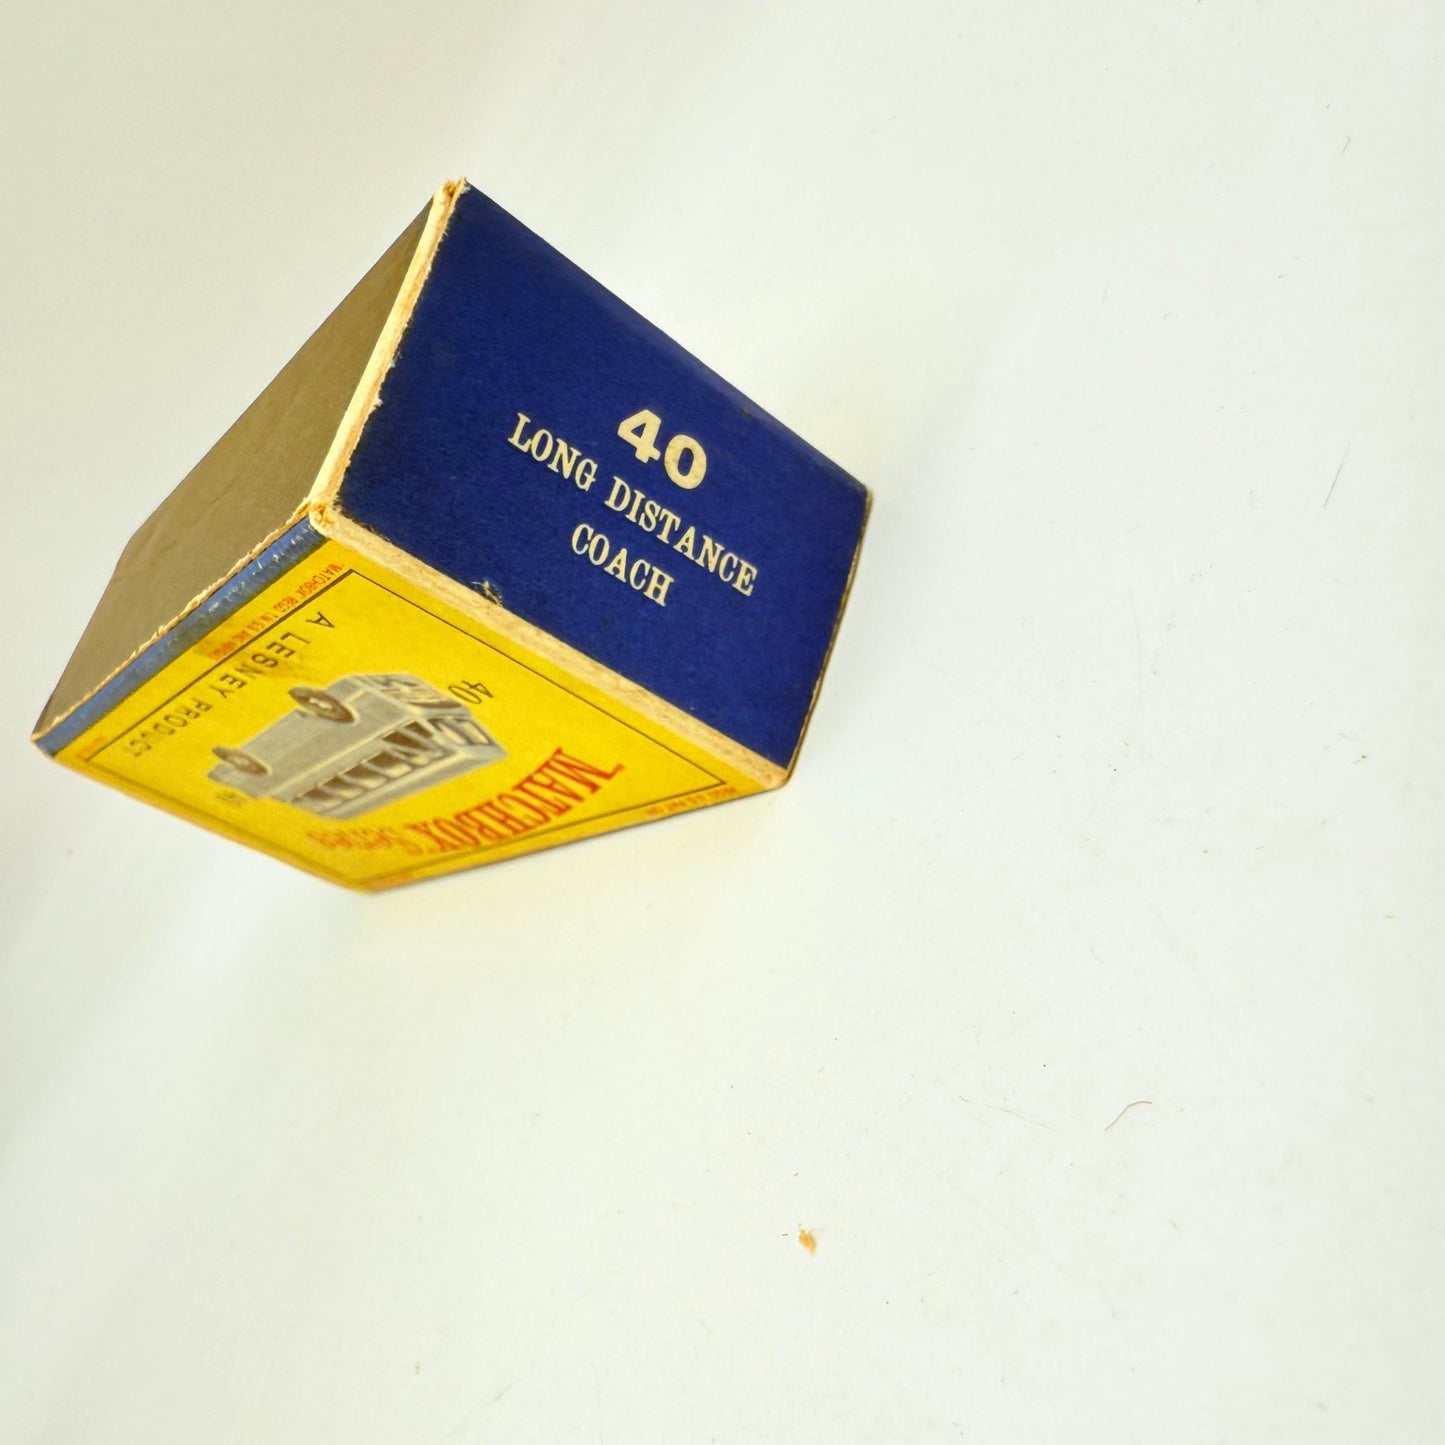 40
LONG DISTANCE
COACH
"MATCHBOX" Series
40
A LESNEY PRODUCT